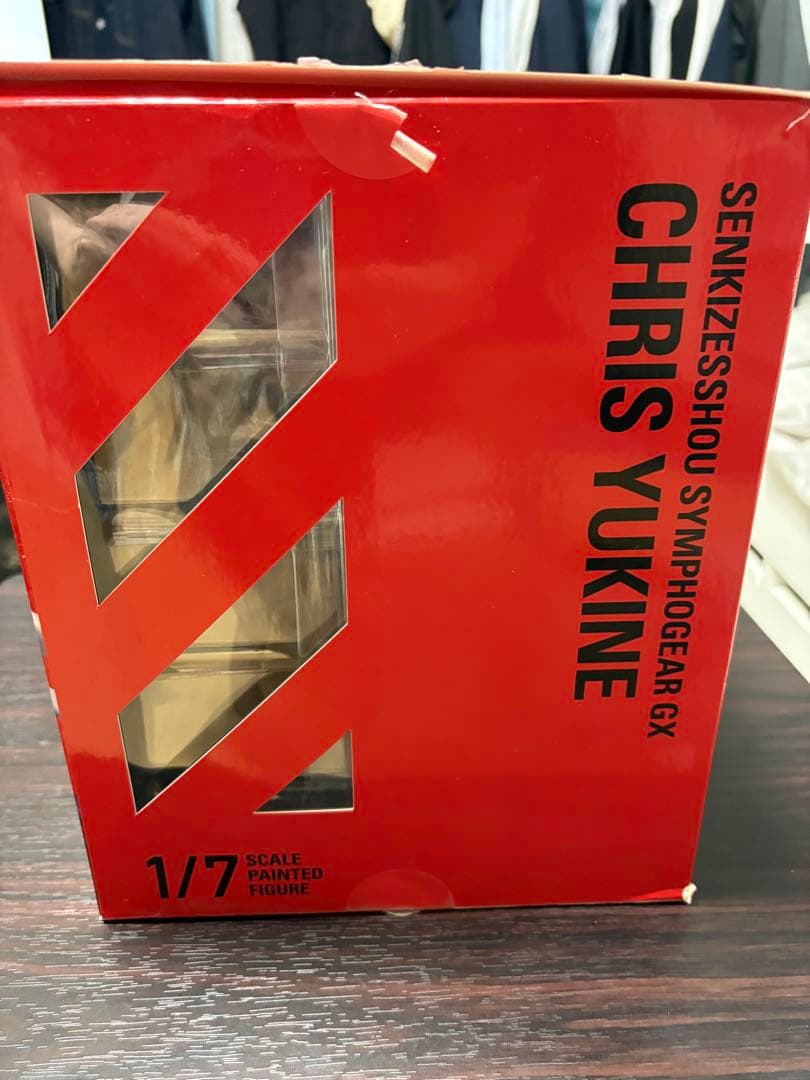 SENKIZESSHOU SYMPHOGEAR GX
CHRIS YUKINE
1/7 SCALE
PAINTED
FIGURE